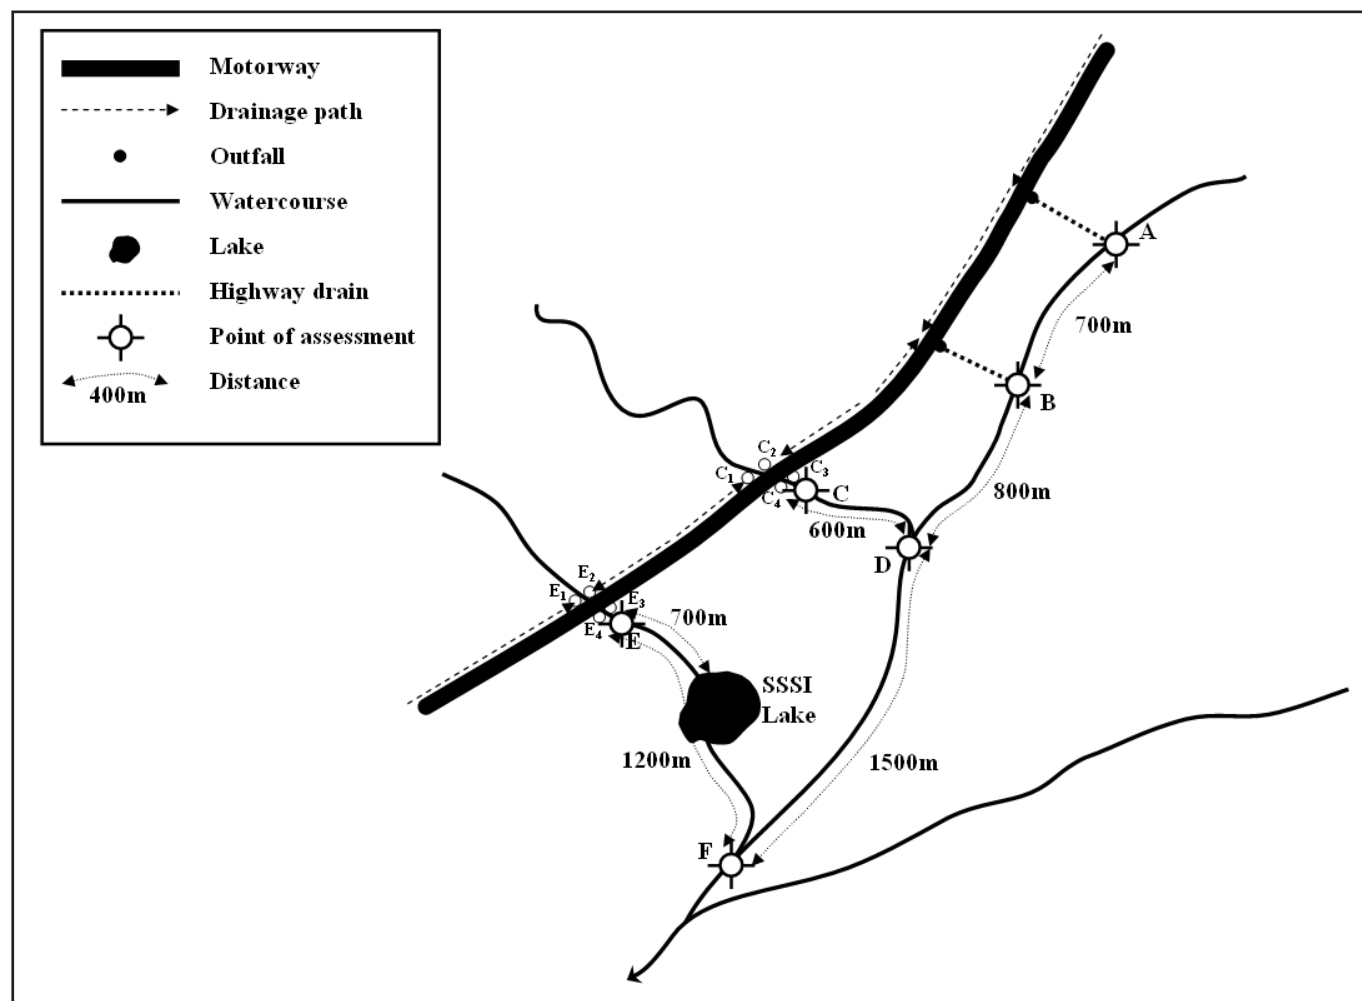 Motorway
Drainage path
Outfall
Watercourse
Lake
Highway drain
Point of assessment
400m
Distance
A
700m
B
800m
C2
C1
C3
C4
C
600m
D
E2
E1
E3
E4
E
700m
SSSI
Lake
1200m
1500m
F